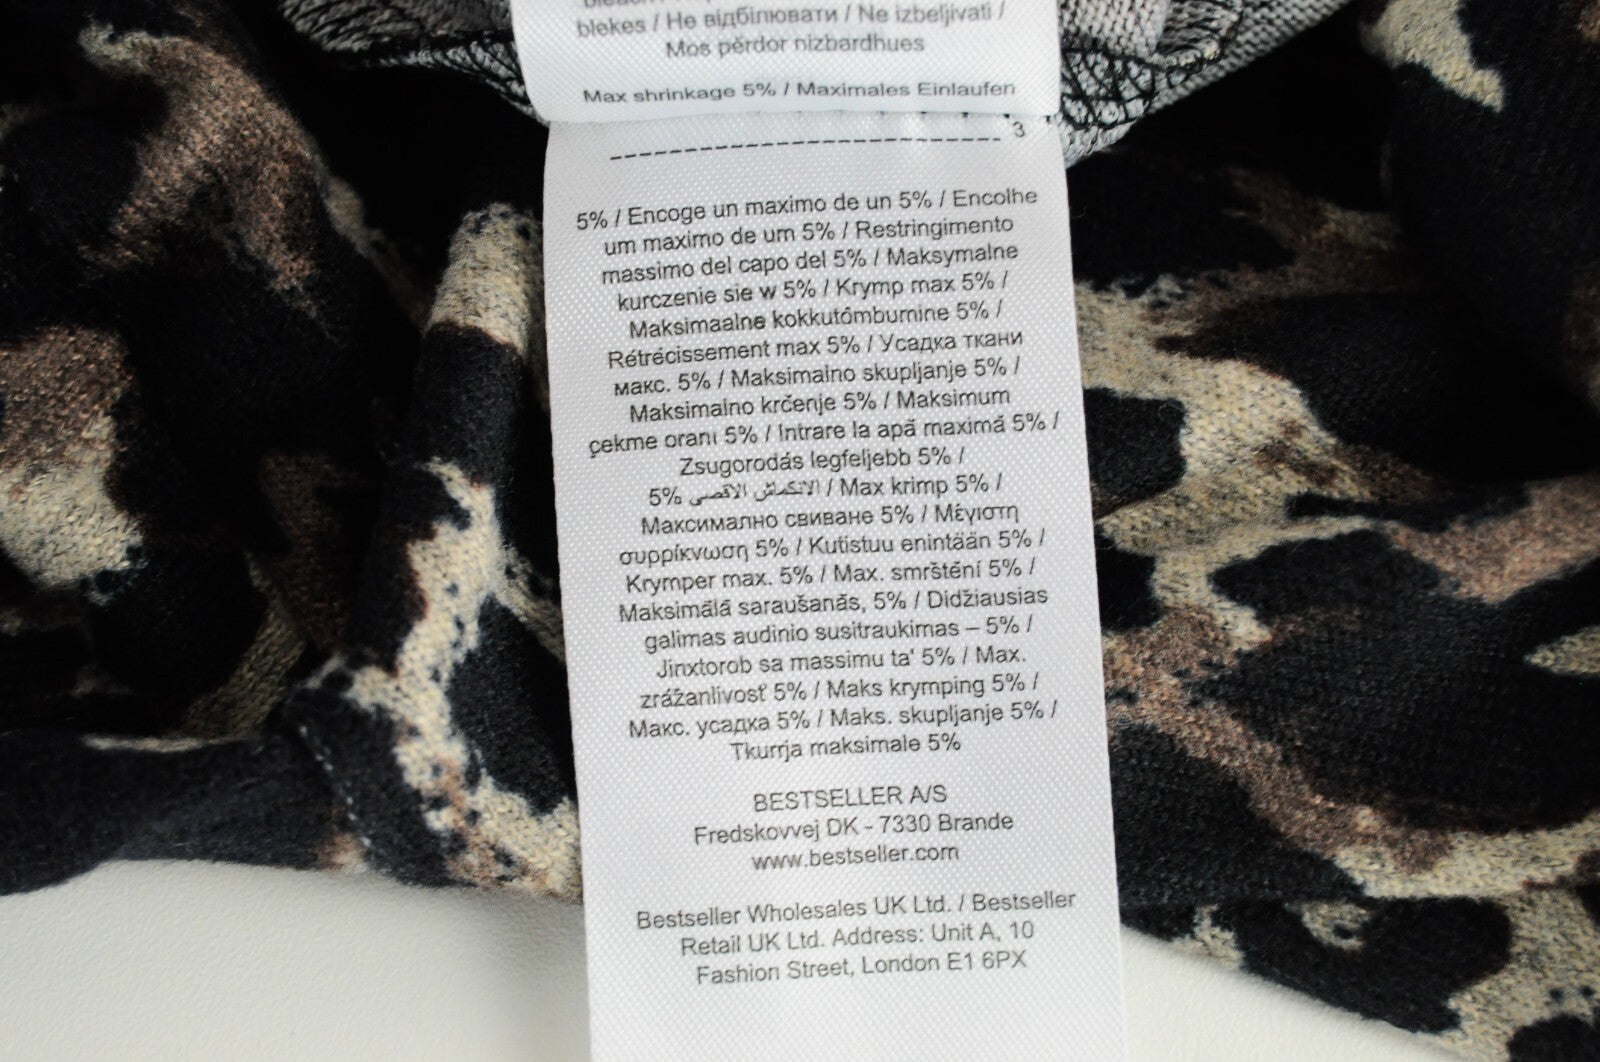 blekes / Не відбілювати / Ne izbeljivati /
Mos përdor nizbardhues
Max shrinkage 5% / Maximales Einlaufen
3
5% / Encoge un maximo de un 5% / Encolhe
um maximo de um 5% / Restringimento
massimo del capo del 5% / Maksymalne
kurczenie sie w 5% / Krymp max 5% /
Maksimaalne kokkutômbumine 5% /
Rétrécissement max 5% / Усадка ткани
макс. 5% / Maksimalno skupljanje 5% /
Maksimalno krčenje 5% / Maksimum
çekme oranı 5% / Intrare la apă maximă 5% /
Zsugorodás legfeljebb 5% /
5% الانكماش الأقصى / Max krimp 5% /
Максимално свиване 5% / Μέγιστη
συρρίκνωση 5% / Kutistuu enintään 5% /
Krymper max. 5% / Max. smrštění 5% /
Maksimālā saraušanās, 5% / Didžiausias
galimas audinio susitraukimas – 5% /
Jinxtorob sa massimu ta' 5% / Max.
zrážanlivosť 5% / Maks krymping 5% /
Макс. усадка 5% / Maks. skupljanje 5% /
Tkurrja maksimale 5%
BESTSELLER A/S
Fredskovvej DK - 7330 Brande
www.bestseller.com
Bestseller Wholesales UK Ltd. / Bestseller
Retail UK Ltd. Address: Unit A, 10
Fashion Street, London E1 6PX